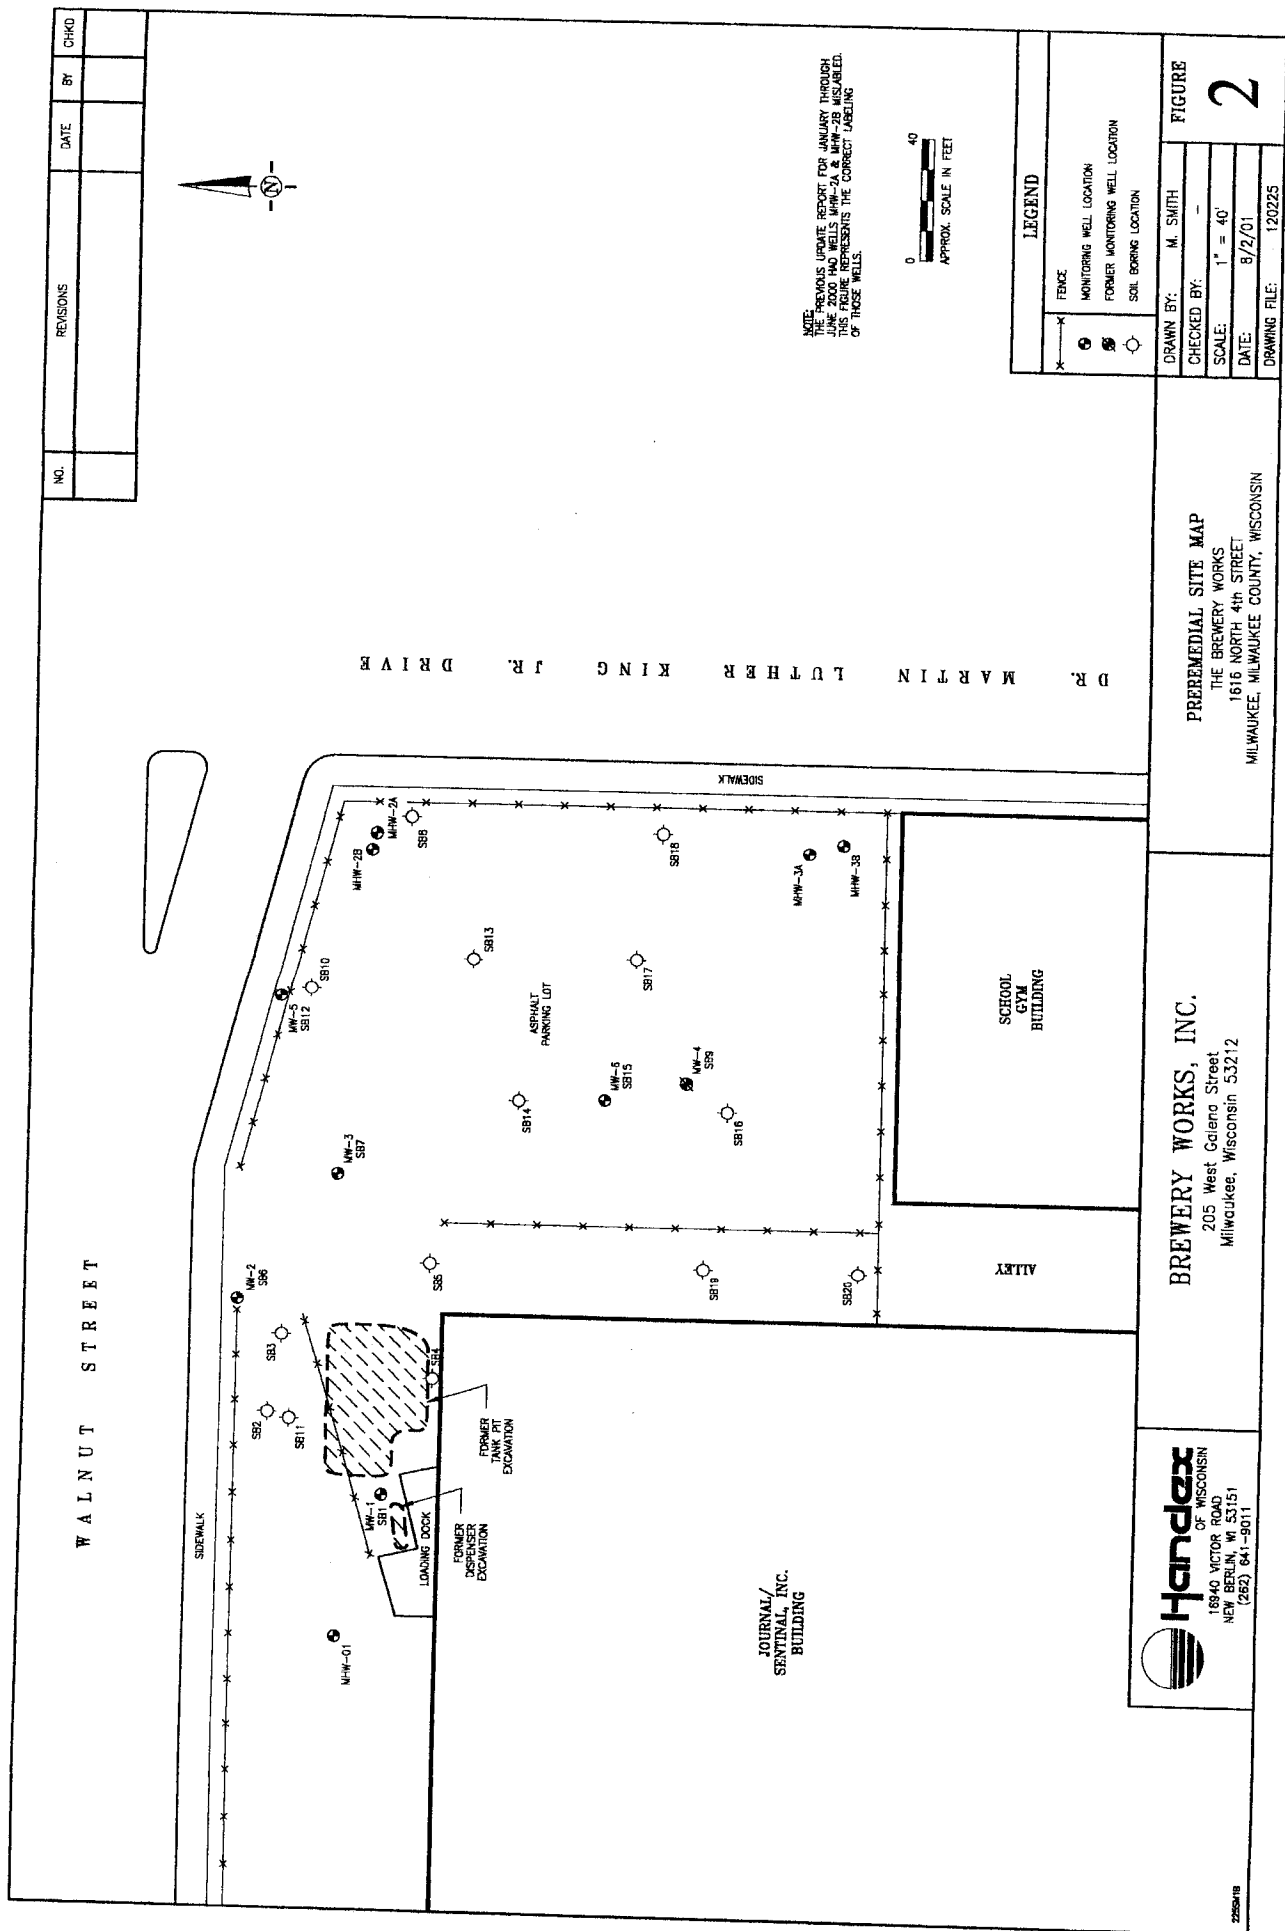 NO.
REVISIONS
DATE
BY
CHKD
N
WALNUT STREET
SIDEWALK
MW-2
SB6
SB3
SB2
SB11
MW-3
SB7
MW-5
SB12
SB10
MHW-2B
MHW-2A
SB8
SB5
SB4
MW-1
SB1
MHW-01
LOADING DOCK
FORMER
DISPENSER
EXCAVATION
FORMER
TANK PIT
EXCAVATION
SB13
ASPHALT
PARKING LOT
SB14
MW-6
SB15
MW-4
SB9
SB16
SB17
SB18
MHW-3A
MHW-3B
SB19
SB20
SIDEWALK
DR. MARTIN LUTHER KING JR. DRIVE
JOURNAL/
SENTINAL, INC.
BUILDING
ALLEY
SCHOOL
GYM
BUILDING
NOTE:
THE PREVIOUS UPDATE REPORT FOR JANUARY THROUGH
JUNE 2000 HAD WELLS MHW-2A & MHW-2B MISLABLED.
THIS FIGURE REPRESENTS THE CORRECT LABELING
OF THOSE WELLS.
0 40
APPROX. SCALE IN FEET
LEGEND
FENCE
MONITORING WELL LOCATION
FORMER MONITORING WELL LOCATION
SOIL BORING LOCATION
Handex
OF WISCONSIN
16940 VICTOR ROAD
NEW BERLIN, WI 53151
(262) 641-9011
BREWERY WORKS, INC.
205 West Galena Street
Milwaukee, Wisconsin 53212
PREREMEDIAL SITE MAP
THE BREWERY WORKS
1616 NORTH 4th STREET
MILWAUKEE, MILWAUKEE COUNTY, WISCONSIN
DRAWN BY: M. SMITH
CHECKED BY: -
SCALE: 1" = 40'
DATE: 8/2/01
DRAWING FILE: 120225
FIGURE
2